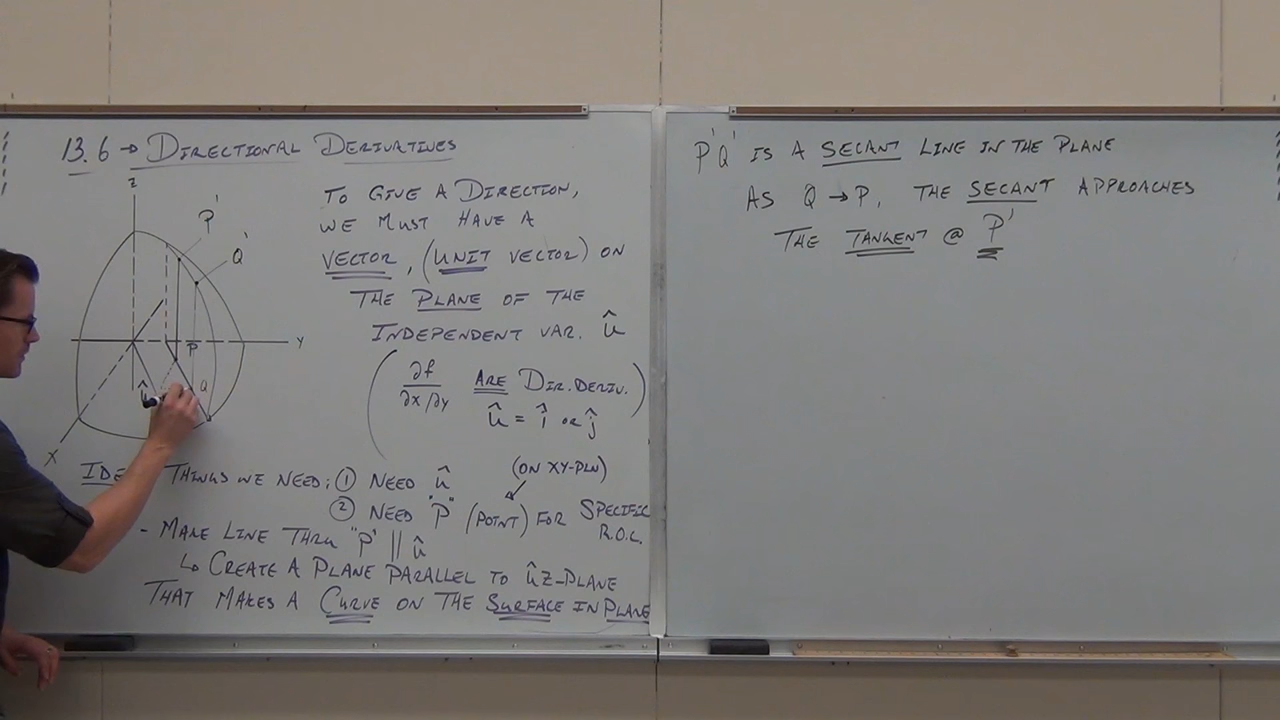 13.6 → DIRECTIONAL DERIVATIVES
Z
P'
Q'
Y
P
Q
û
X
TO GIVE A DIRECTION,
WE MUST HAVE A
VECTOR, (UNIT VECTOR) ON
THE PLANE OF THE
INDEPENDENT VAR. û
∂f/∂x/∂y ARE DIR. DERIV.
û = î OR ĵ
THINGS WE NEED; ① NEED û
(ON XY-PLN)
② NEED "P" (POINT) FOR SPECIFIC R.O.C.
- MAKE LINE THRU "P" || û
↳ CREATE A PLANE PARALLEL TO ûZ-PLANE
THAT MAKES A CURVE ON THE SURFACE IN PLANE
P'Q' IS A SECANT LINE IN THE PLANE
AS Q → P, THE SECANT APPROACHES
THE TANGENT @ P'